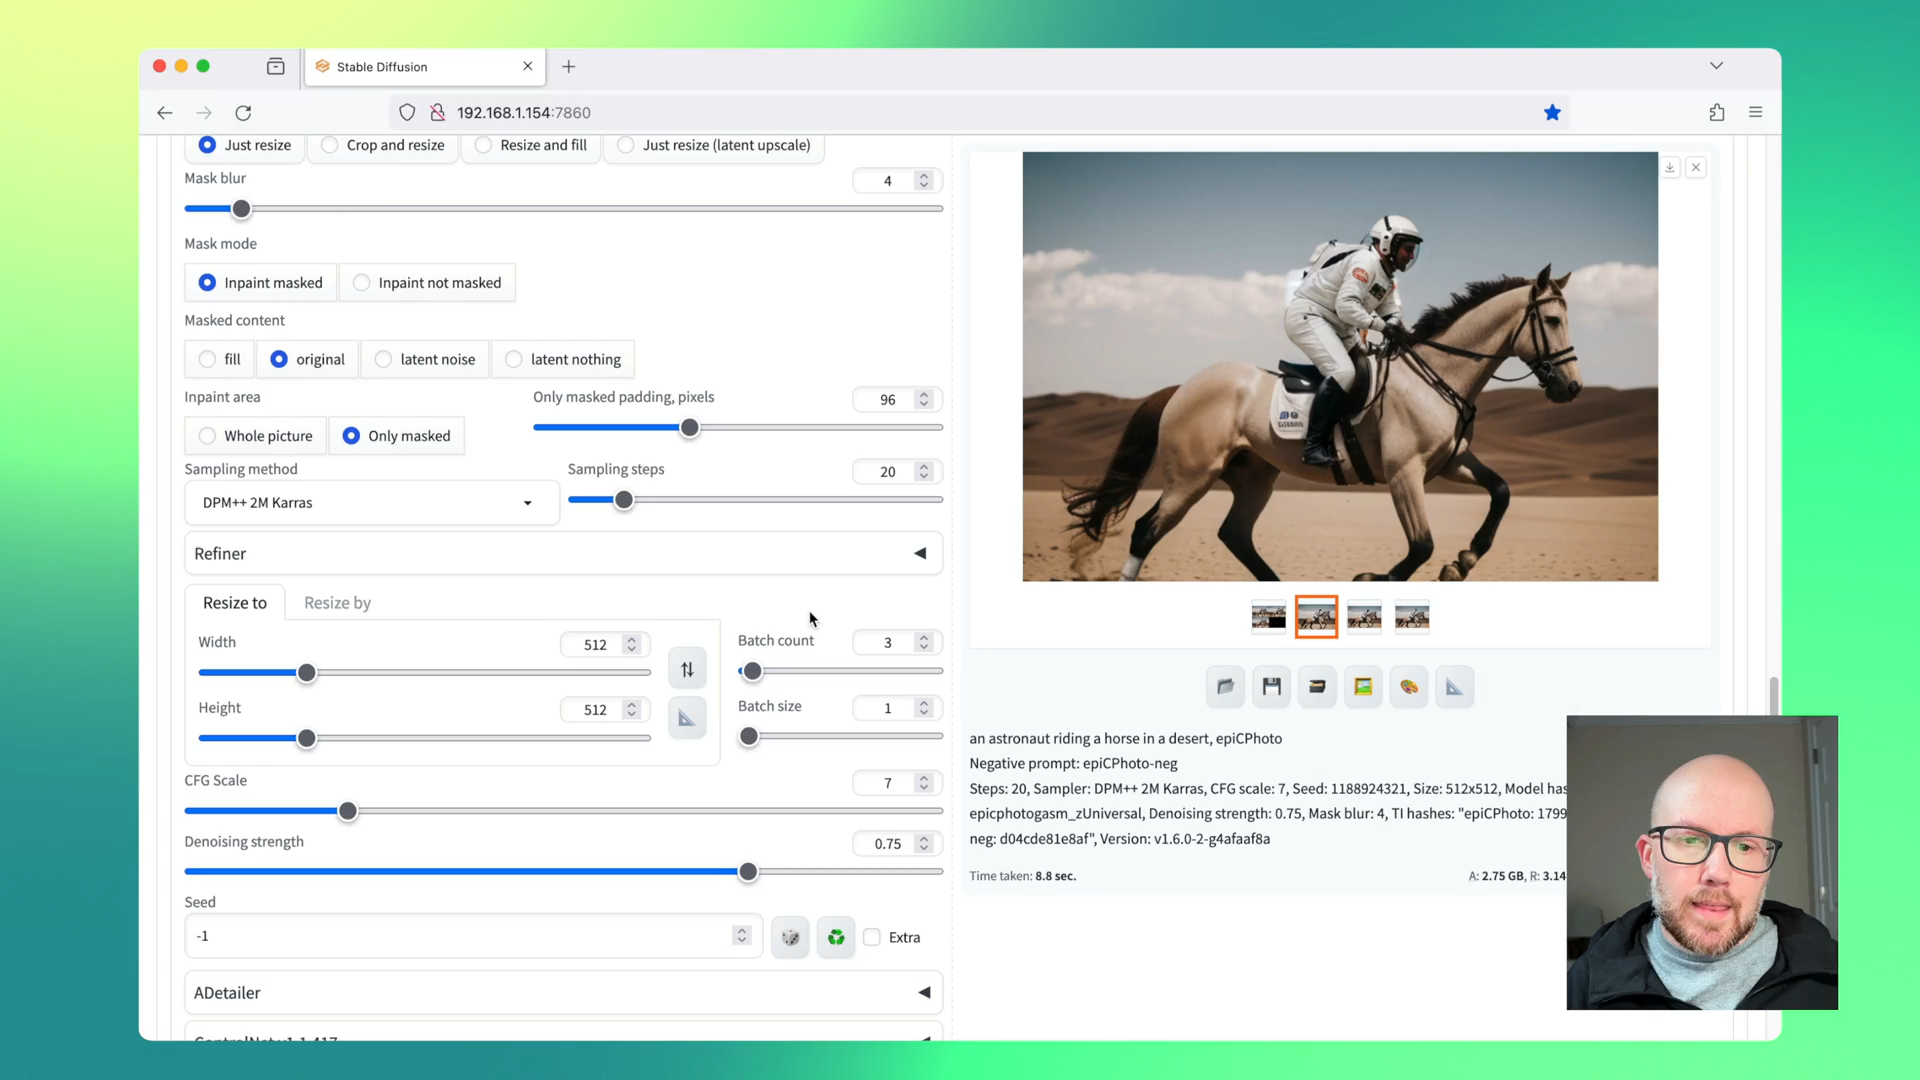 Stable Diffusion
192.168.1.154:7860
Just resize
Crop and resize
Resize and fill
Just resize (latent upscale)
Mask blur
4
Mask mode
Inpaint masked
Inpaint not masked
Masked content
fill
original
latent noise
latent nothing
Inpaint area
Only masked padding, pixels
96
Whole picture
Only masked
Sampling method
Sampling steps
20
DPM++ 2M Karras
Refiner
Resize to
Resize by
Width
512
Batch count
3
Height
512
Batch size
1
CFG Scale
7
Denoising strength
0.75
Seed
-1
Extra
ADetailer
ControlNet v1.1.417
an astronaut riding a horse in a desert, epiCPhoto
Negative prompt: epiCPhoto-neg
Steps: 20, Sampler: DPM++ 2M Karras, CFG scale: 7, Seed: 1188924321, Size: 512x512, Model has
epicphotogasm_zUniversal, Denoising strength: 0.75, Mask blur: 4, TI hashes: "epiCPhoto: 1799
neg: d04cde81e8af", Version: v1.6.0-2-g4afaaf8a
Time taken: 8.8 sec.
A: 2.75 GB, R: 3.14